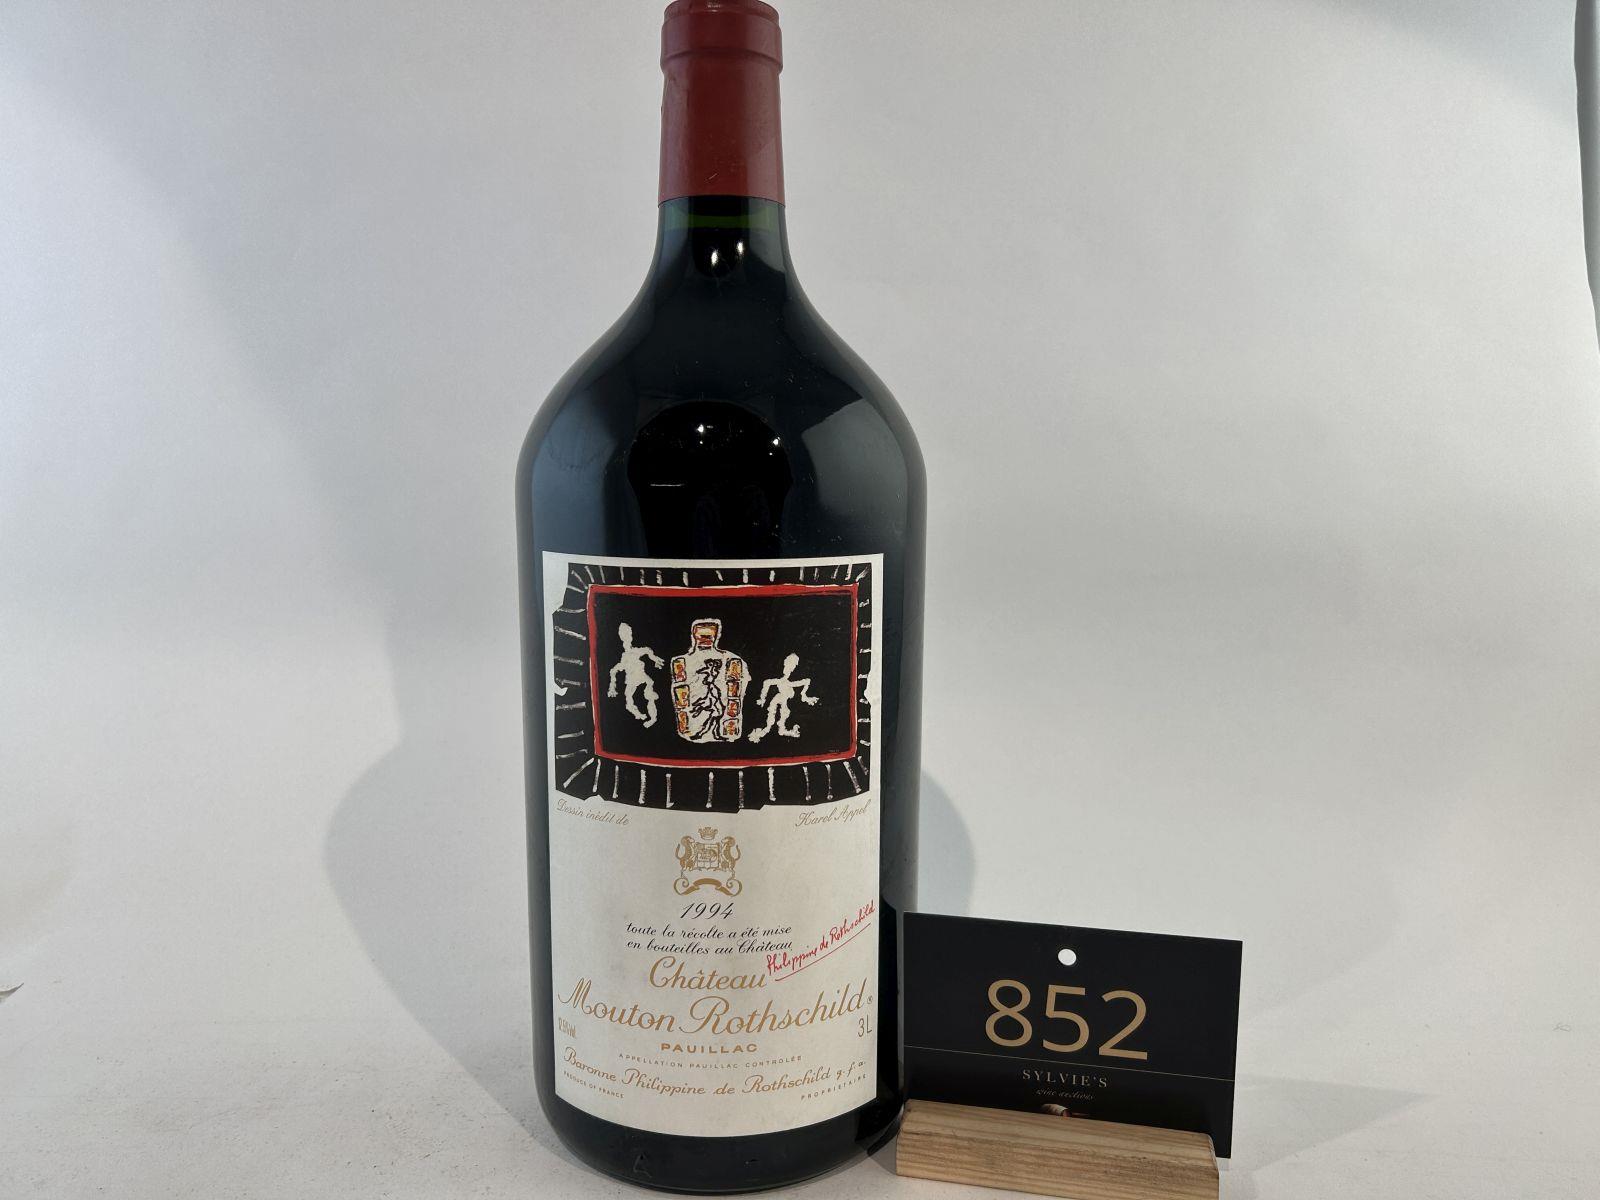 Dessin inédit de Karel Appel
1994
toute la récolte a été mise
en bouteilles au Château
Philippine de Rothschild
Château
Mouton Rothschild®
3L
PAUILLAC
APPELLATION PAUILLAC CONTROLÉE
Baronne Philippine de Rothschild g.f.a.
PRODUCE OF FRANCE PROPRIÉTAIRE
852
SYLVIE'S
wine auctions